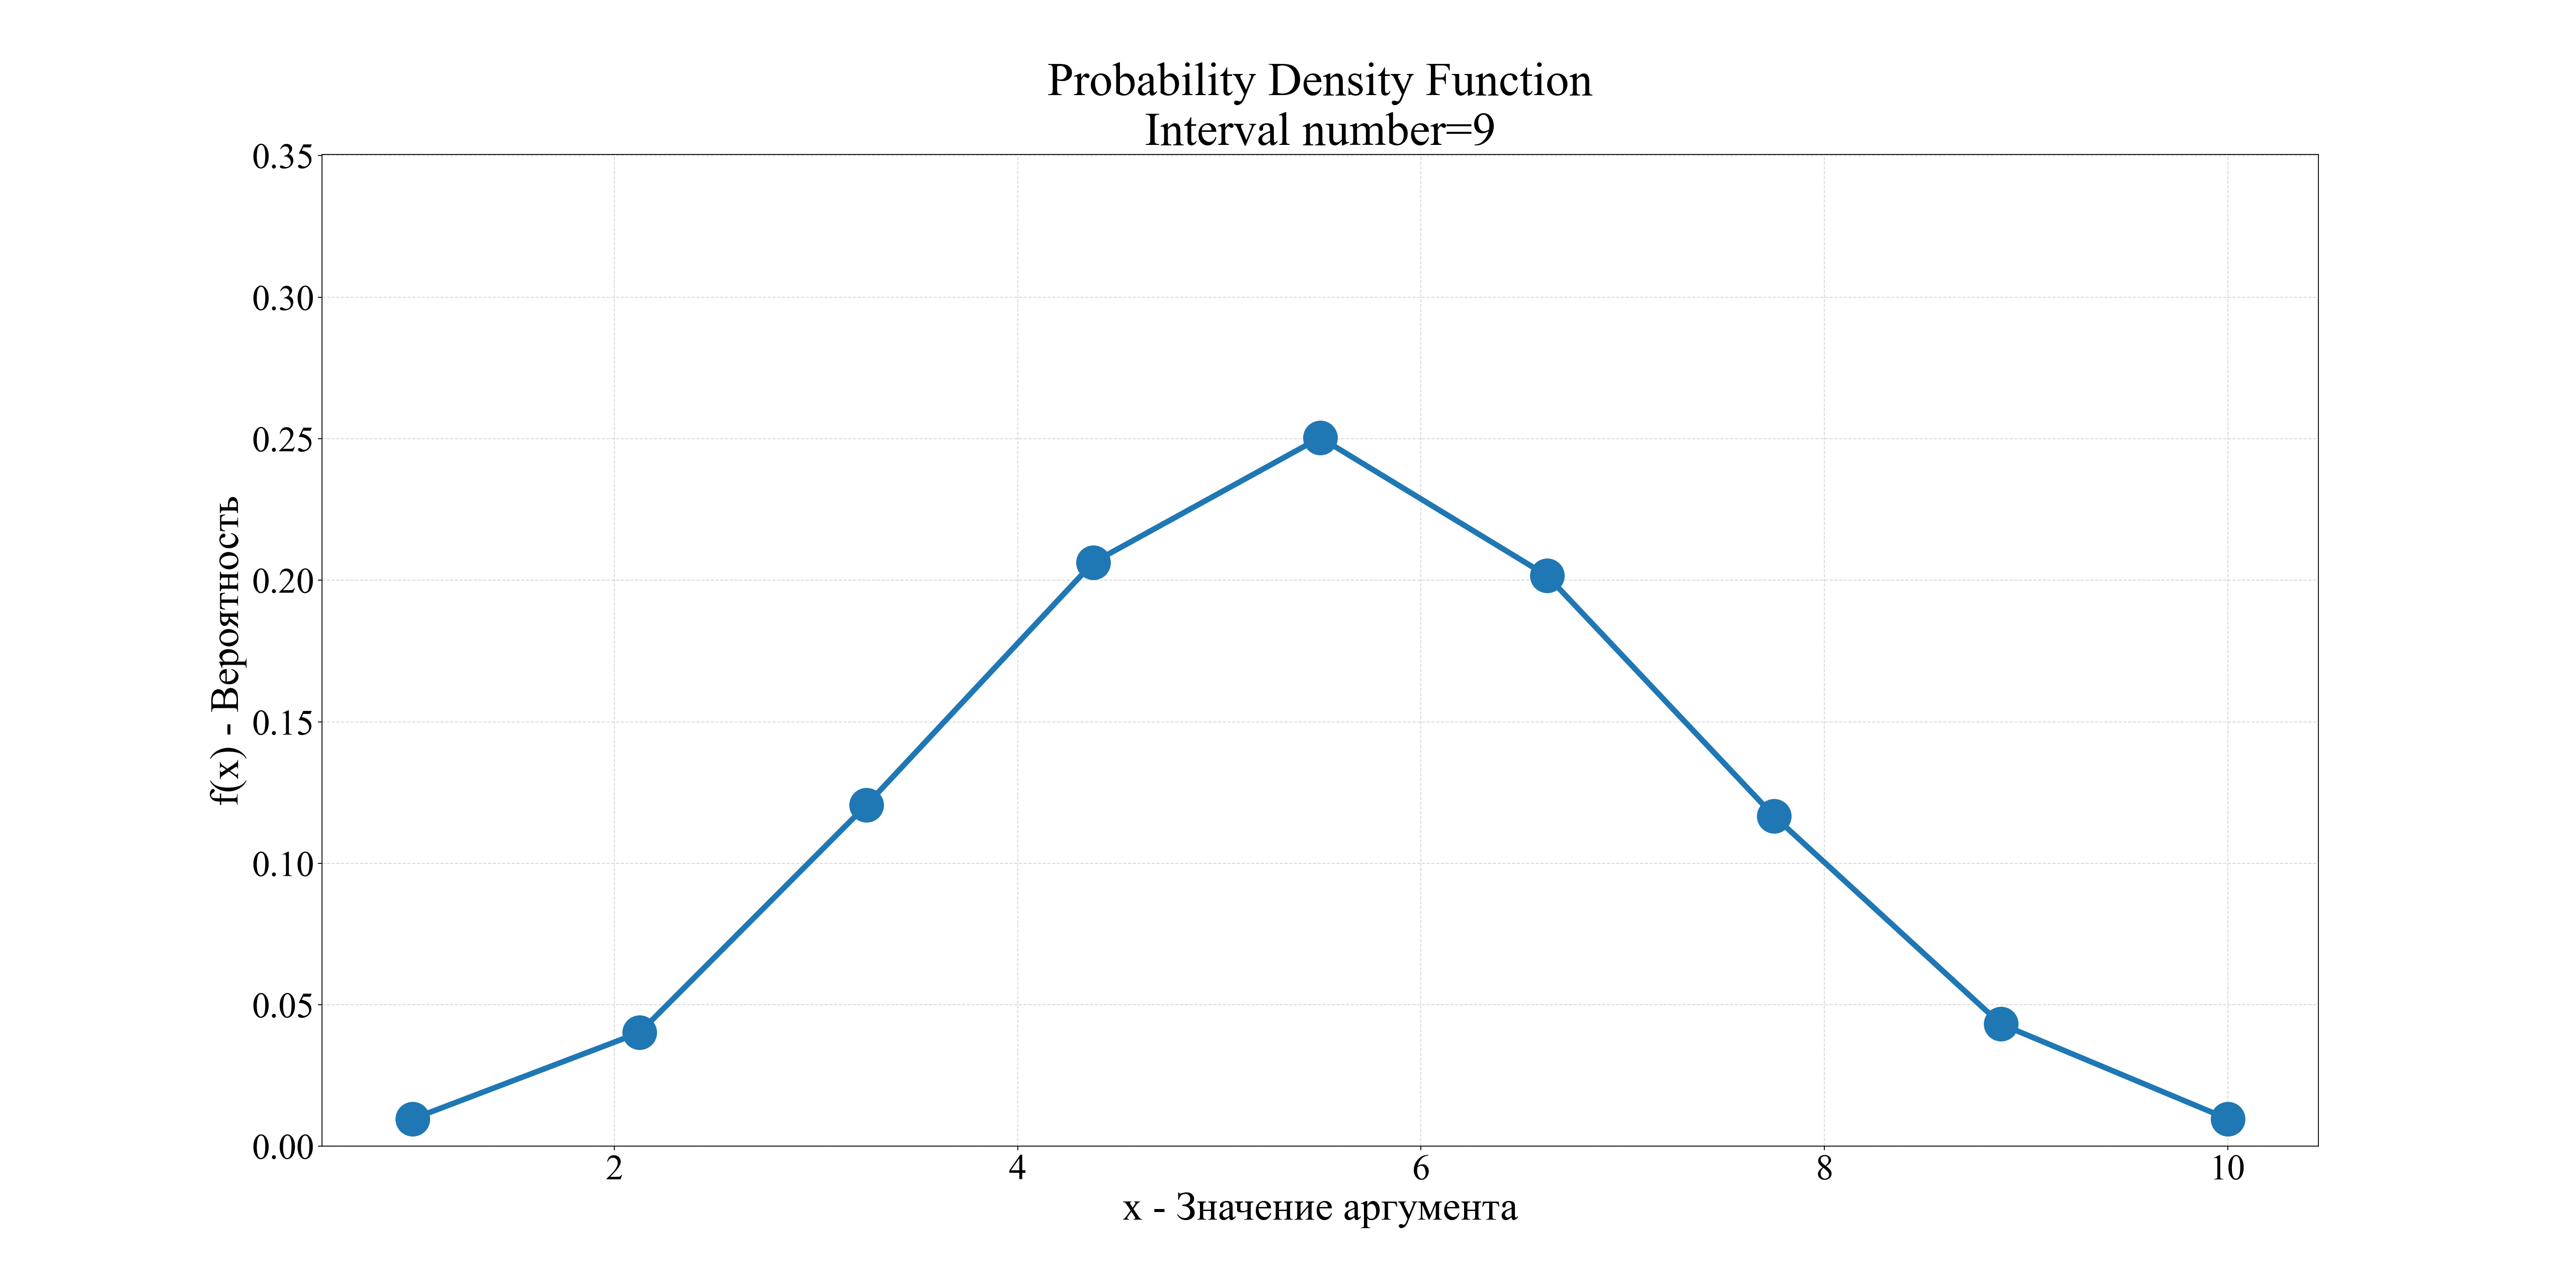 Probability Density Function
Interval number=9
0.35
0.30
0.25
0.20
0.15
0.10
0.05
0.00
f(x) - Вероятность
2 4 6 8 10
x - Значение аргумента